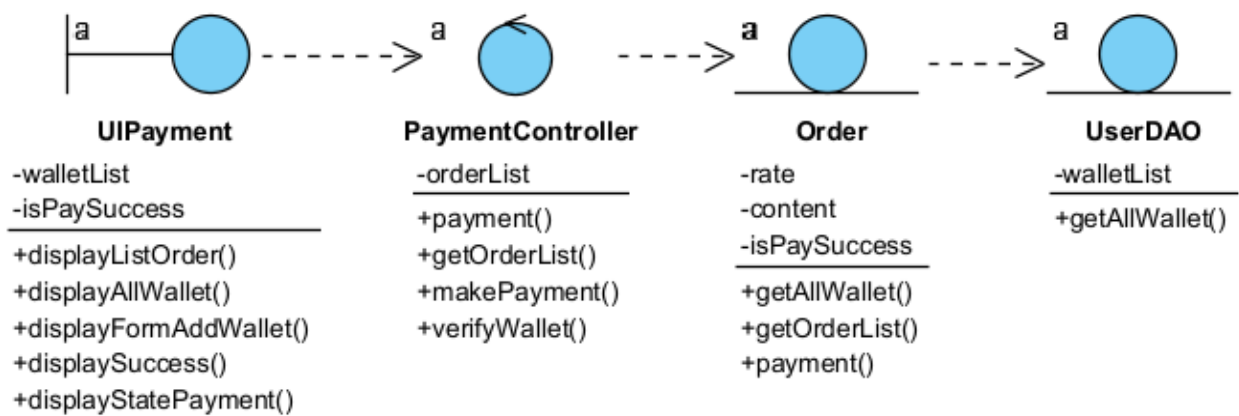 a
UIPayment
-walletList
-isPaySuccess
+displayListOrder()
+displayAllWallet()
+displayFormAddWallet()
+displaySuccess()
+displayStatePayment()
a
PaymentController
-orderList
+payment()
+getOrderList()
+makePayment()
+verifyWallet()
a
Order
-rate
-content
-isPaySuccess
+getAllWallet()
+getOrderList()
+payment()
a
UserDAO
-walletList
+getAllWallet()